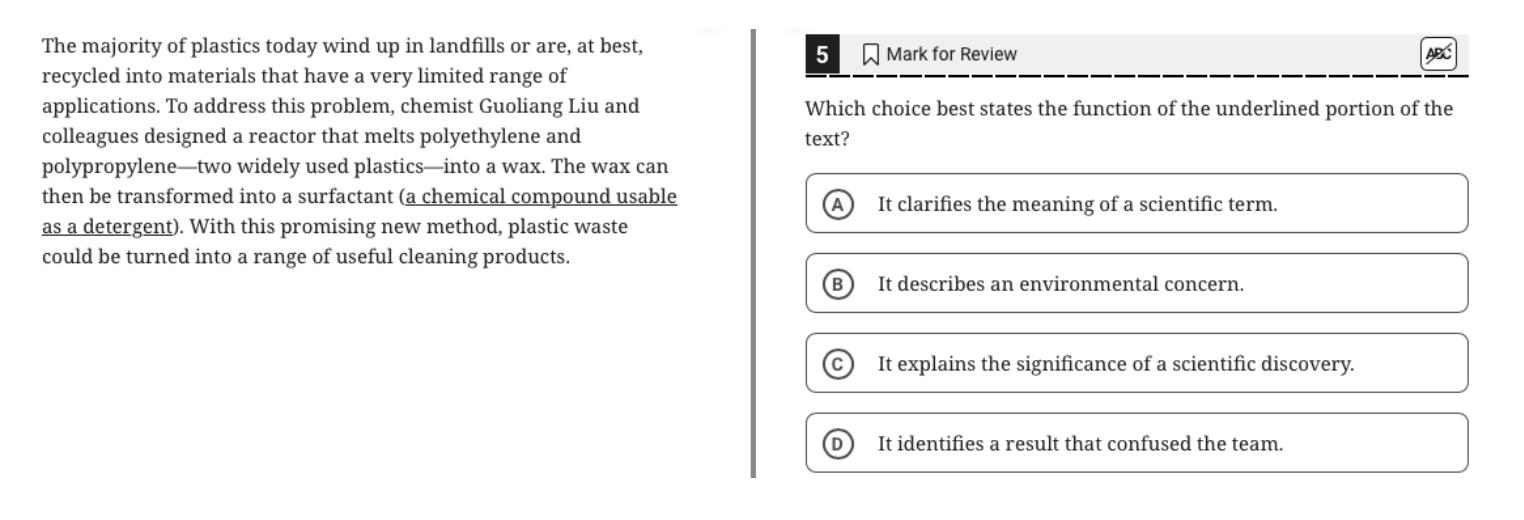 The majority of plastics today wind up in landfills or are, at best,
recycled into materials that have a very limited range of
applications. To address this problem, chemist Guoliang Liu and
colleagues designed a reactor that melts polyethylene and
polypropylene—two widely used plastics—into a wax. The wax can
then be transformed into a surfactant (a chemical compound usable
as a detergent). With this promising new method, plastic waste
could be turned into a range of useful cleaning products.
5 Mark for Review ABC
Which choice best states the function of the underlined portion of the
text?
A It clarifies the meaning of a scientific term.
B It describes an environmental concern.
C It explains the significance of a scientific discovery.
D It identifies a result that confused the team.